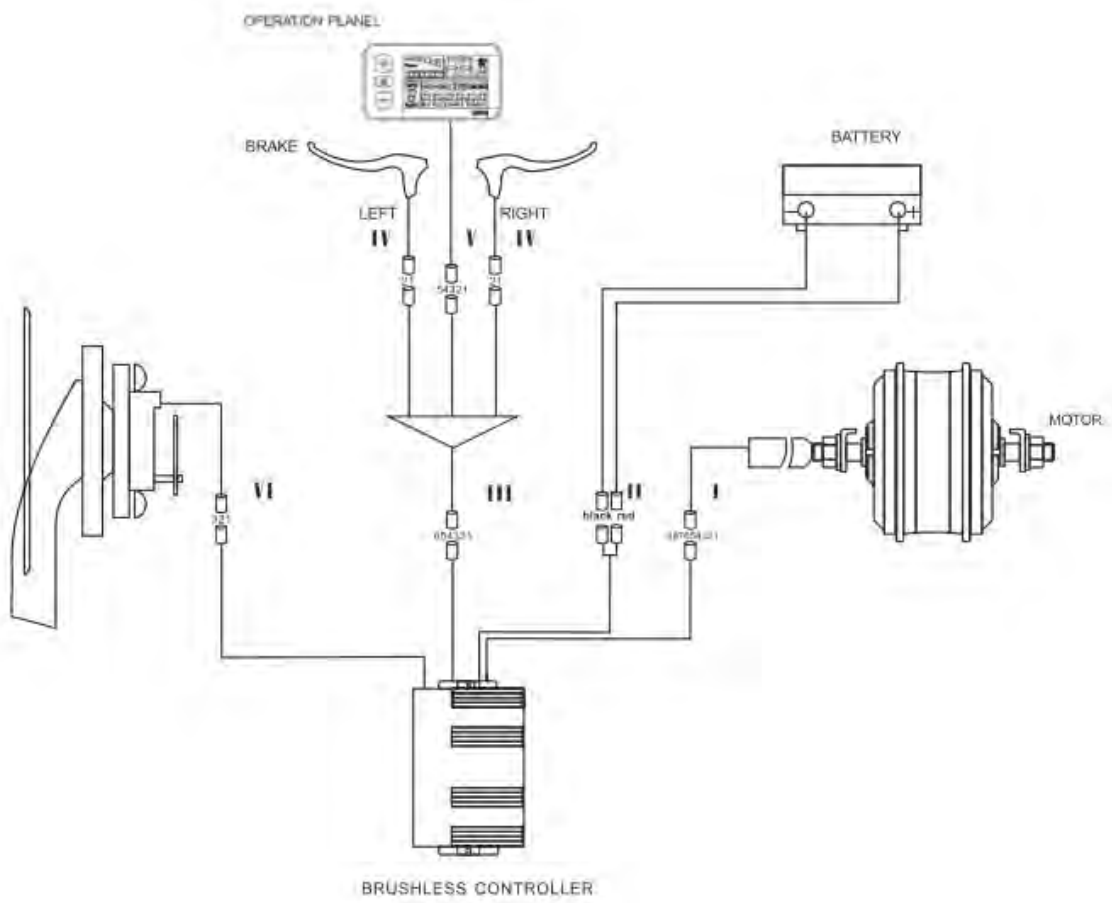 OPERATION PLANEL
BRAKE
BATTERY
LEFT
RIGHT
IV
V
IV
21
54321
21
- +
MOTOR
VI
III
II
I
321
black red
654321
987654321
BRUSHLESS CONTROLLER